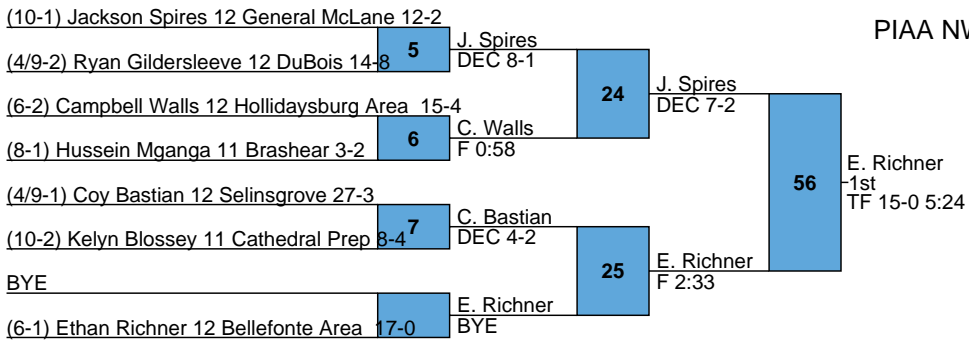 (10-1) Jackson Spires 12 General McLane 12-2
PIAA NW
5
J. Spires
DEC 8-1
(4/9-2) Ryan Gildersleeve 12 DuBois 14-8
24
J. Spires
DEC 7-2
(6-2) Campbell Walls 12 Hollidaysburg Area 15-4
6
C. Walls
F 0:58
(8-1) Hussein Mganga 11 Brashear 3-2
56
E. Richner
1st
TF 15-0 5:24
(4/9-1) Coy Bastian 12 Selinsgrove 27-3
7
C. Bastian
DEC 4-2
(10-2) Kelyn Blossey 11 Cathedral Prep 8-4
25
E. Richner
F 2:33
BYE
E. Richner
BYE
(6-1) Ethan Richner 12 Bellefonte Area 17-0